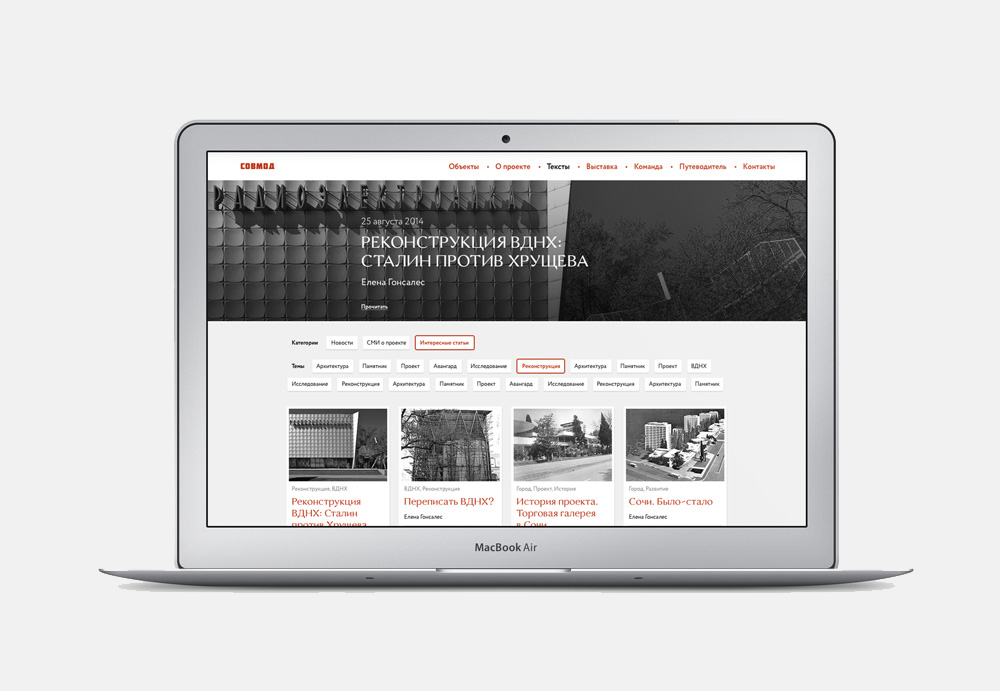 СОВМОД
Объекты • О проекте • Тексты • Выставка • Команда • Путеводитель • Контакты
РАДИОЭЛЕКТРОНИКА
25 августа 2014
РЕКОНСТРУКЦИЯ ВДНХ:
СТАЛИН ПРОТИВ ХРУЩЕВА
Елена Гонсалес
Прочитать
Категории Новости СМИ о проекте Интересные статьи
Темы Архитектура Памятник Проект Авангард Исследование Реконструкция Архитектура Памятник Проект ВДНХ
Исследование Реконструкция Архитектура Памятник Проект Авангард Исследование Реконструкция Архитектура Памятник
Реконструкция, ВДНХ
Реконструкция
ВДНХ: Сталин
против Хрущева
ВДНХ, Реконструкция
Переписать ВДНХ?
Елена Гонсалес
Город, Проект, История
История проекта.
Торговая галерея
в Сочи
Город, Развитие
Сочи. Было-стало
Елена Гонсалес
MacBook Air